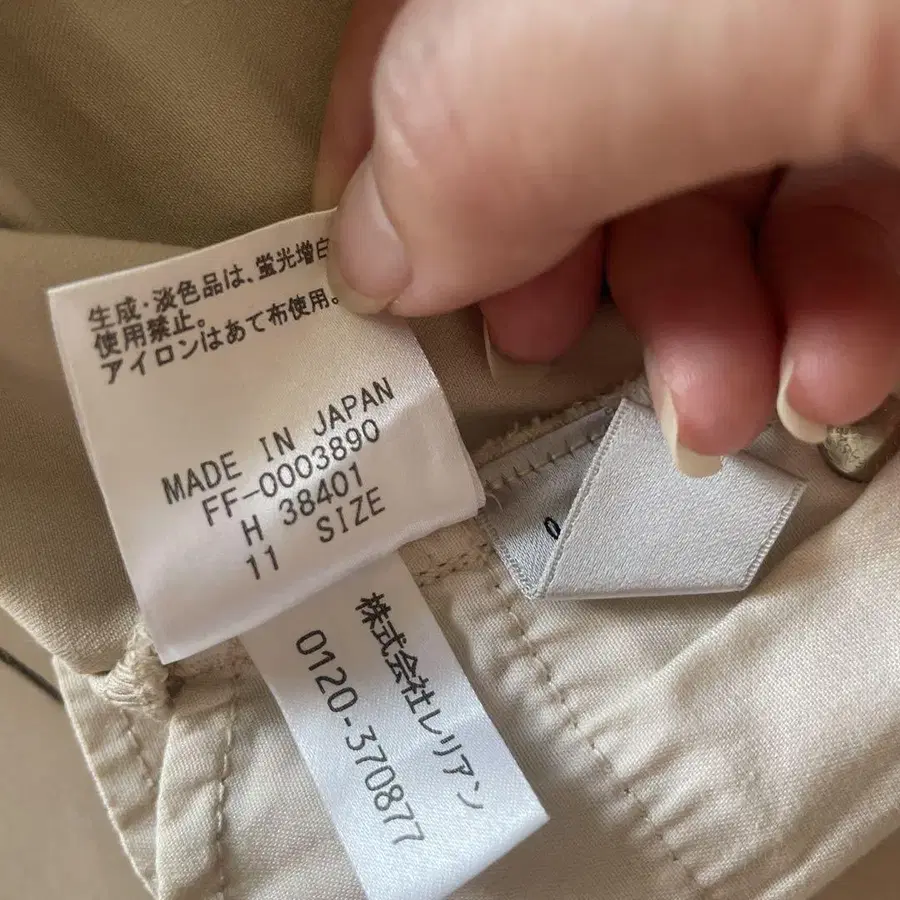 生成・淡色品は、蛍光増白
使用禁止。
アイロンはあて布使用。
MADE IN JAPAN
FF-0003890
H 38401
11 SIZE
株式会社レリアン
0120-370877